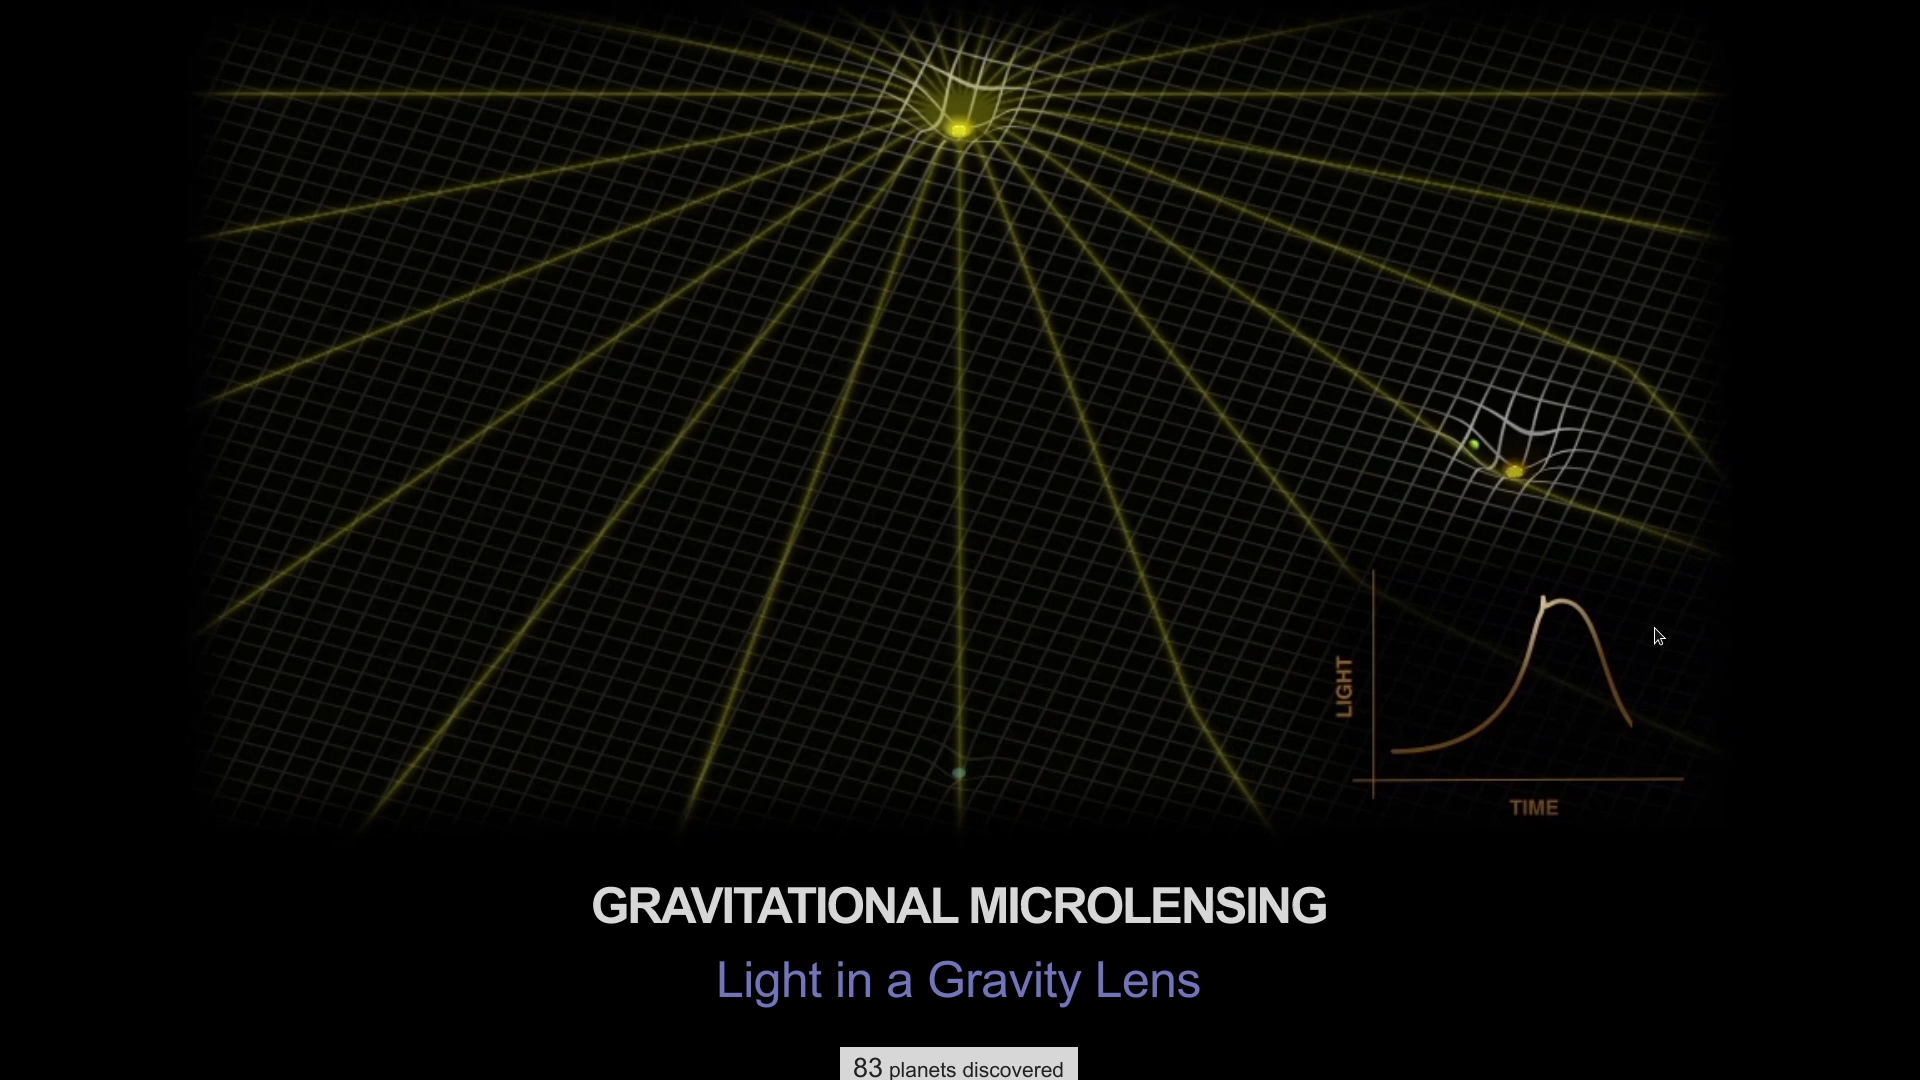 LIGHT
TIME
GRAVITATIONAL MICROLENSING
Light in a Gravity Lens
83 planets discovered